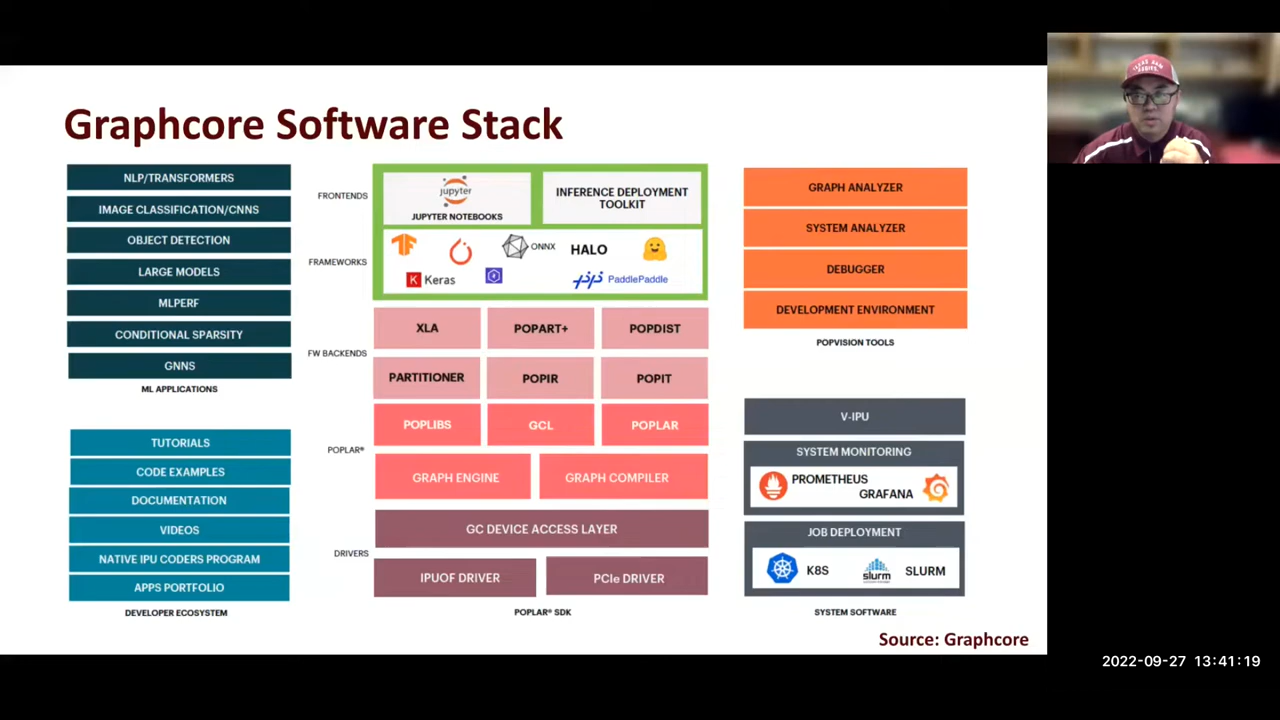 Graphcore Software Stack
NLP/TRANSFORMERS
IMAGE CLASSIFICATION/CNNS
OBJECT DETECTION
LARGE MODELS
MLPERF
CONDITIONAL SPARSITY
GNNS
ML APPLICATIONS
TUTORIALS
CODE EXAMPLES
DOCUMENTATION
VIDEOS
NATIVE IPU CODERS PROGRAM
APPS PORTFOLIO
DEVELOPER ECOSYSTEM
FRONTENDS
jupyter
JUPYTER NOTEBOOKS
INFERENCE DEPLOYMENT
TOOLKIT
FRAMEWORKS
ONNX
HALO
K Keras
PaddlePaddle
FW BACKENDS
XLA
POPART+
POPDIST
PARTITIONER
POPIR
POPIT
POPLAR®
POPLIBS
GCL
POPLAR
GRAPH ENGINE
GRAPH COMPILER
DRIVERS
GC DEVICE ACCESS LAYER
IPUOF DRIVER
PCIe DRIVER
POPLAR® SDK
GRAPH ANALYZER
SYSTEM ANALYZER
DEBUGGER
DEVELOPMENT ENVIRONMENT
POPVISION TOOLS
V-IPU
SYSTEM MONITORING
PROMETHEUS
GRAFANA
JOB DEPLOYMENT
K8S
slurm
SLURM
SYSTEM SOFTWARE
Source: Graphcore
TEXAS A&M
2022-09-27 13:41:19